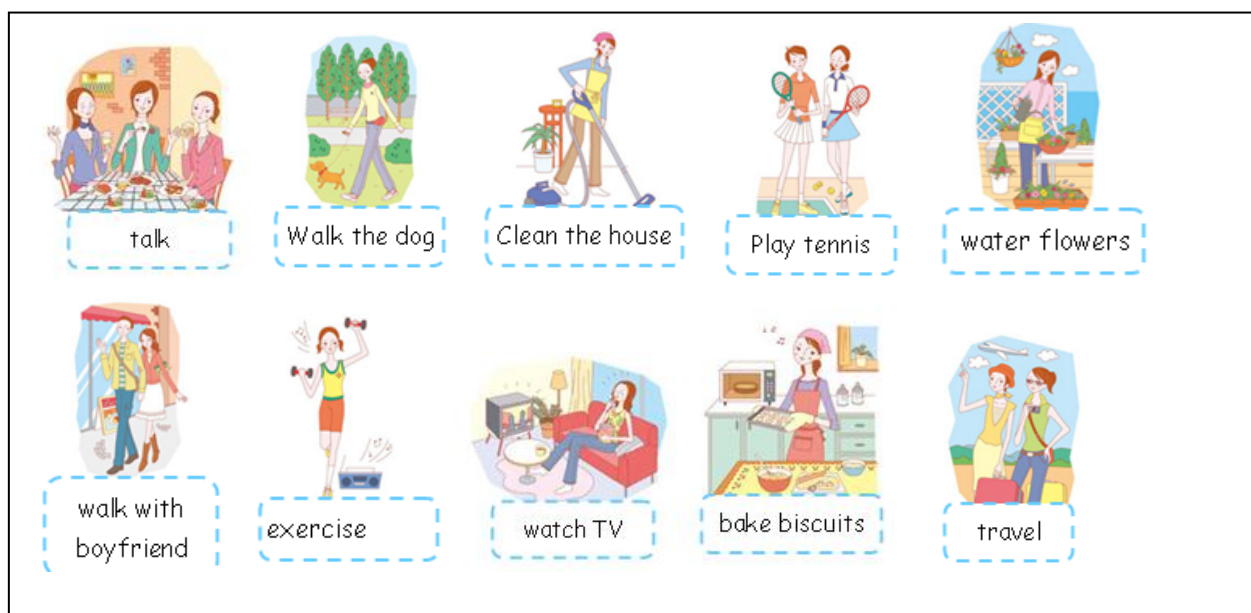 talk
Walk the dog
Clean the house
Play tennis
water flowers
walk with
boyfriend
exercise
watch TV
bake biscuits
travel